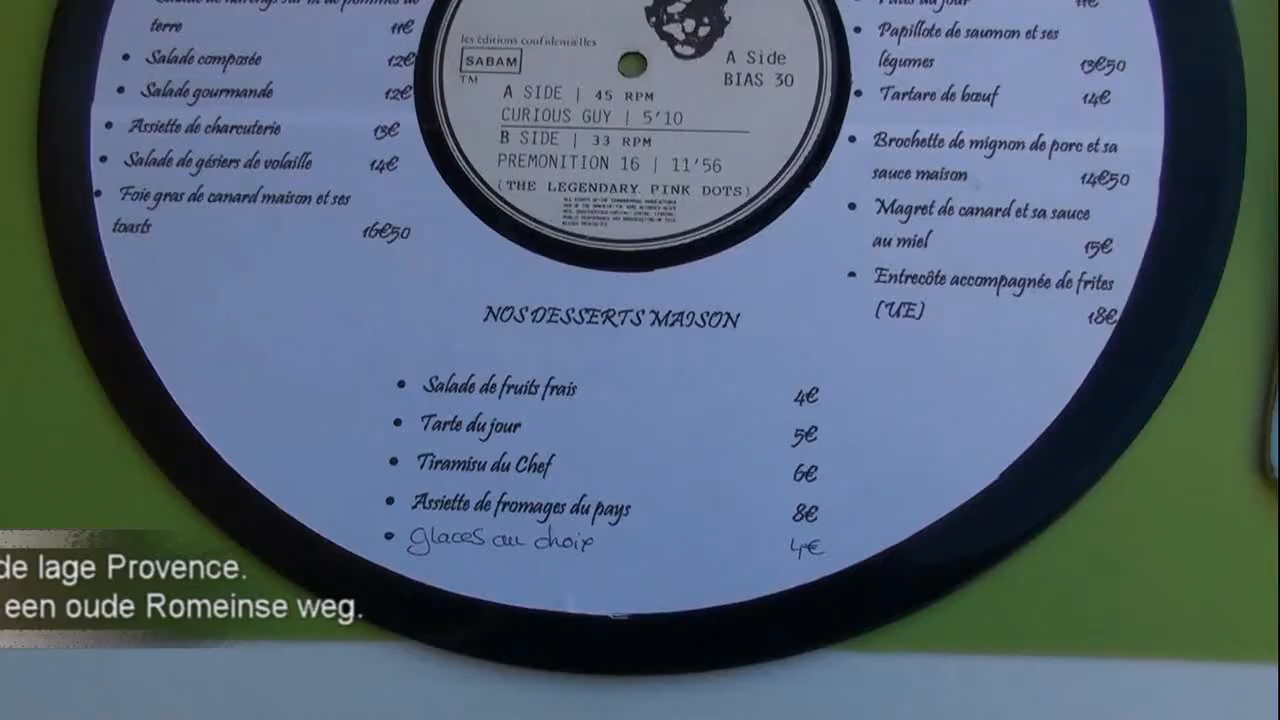 terre 11€
• Salade composée 12€
• Salade gourmande 12€
• Assiette de charcuterie 13€
• Salade de gésiers de volaille 14€
• Foie gras de canard maison et ses
toasts 16€50
les éditions confidentielles
SABAM
TM
A Side
BIAS 30
A SIDE | 45 RPM
CURIOUS GUY | 5'10
B SIDE | 33 RPM
PREMONITION 16 | 11'56
(THE LEGENDARY PINK DOTS)
• Papillote de saumon et ses
légumes 13€50
• Tartare de bœuf 14€
• Brochette de mignon de porc et sa
sauce maison 14€50
• Magret de canard et sa sauce
au miel 15€
• Entrecôte accompagnée de frites
(UE) 18€
NOS DESSERTS MAISON
• Salade de fruits frais 4€
• Tarte du jour 5€
• Tiramisu du Chef 6€
• Assiette de fromages du pays 8€
• glaces au choix 4€
de lage Provence.
een oude Romeinse weg.